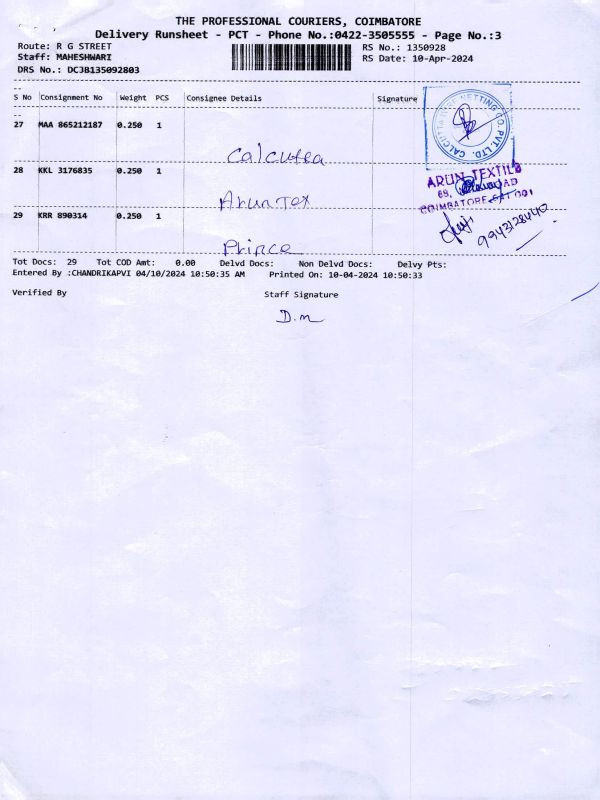 THE PROFESSIONAL COURIERS, COIMBATORE
Delivery Runsheet - PCT - Phone No.:0422-3505555 - Page No.:3
Route: R G STREET
RS No.: 1350928
Staff: MAHESHWARI
RS Date: 10-Apr-2024
DRS No.: DCJB135092803
S No Consignment No Weight PCS Consignee Details Signature
27 MAA 865212187 0.250 1
Calcutta
28 KKL 3176835 0.250 1
ArunTex
29 KRR 890314 0.250 1
Prince
NETTING CO. PVT. LTD.
ARUN TEXTILE
COIMBATORE
Tot Docs: 29 Tot COD Amt: 0.00 Delvd Docs: Non Delvd Docs: Delvy Pts:
Entered By :CHANDRIKAPVI 04/10/2024 10:50:35 AM Printed On: 10-04-2024 10:50:33
Verified By Staff Signature
D.m